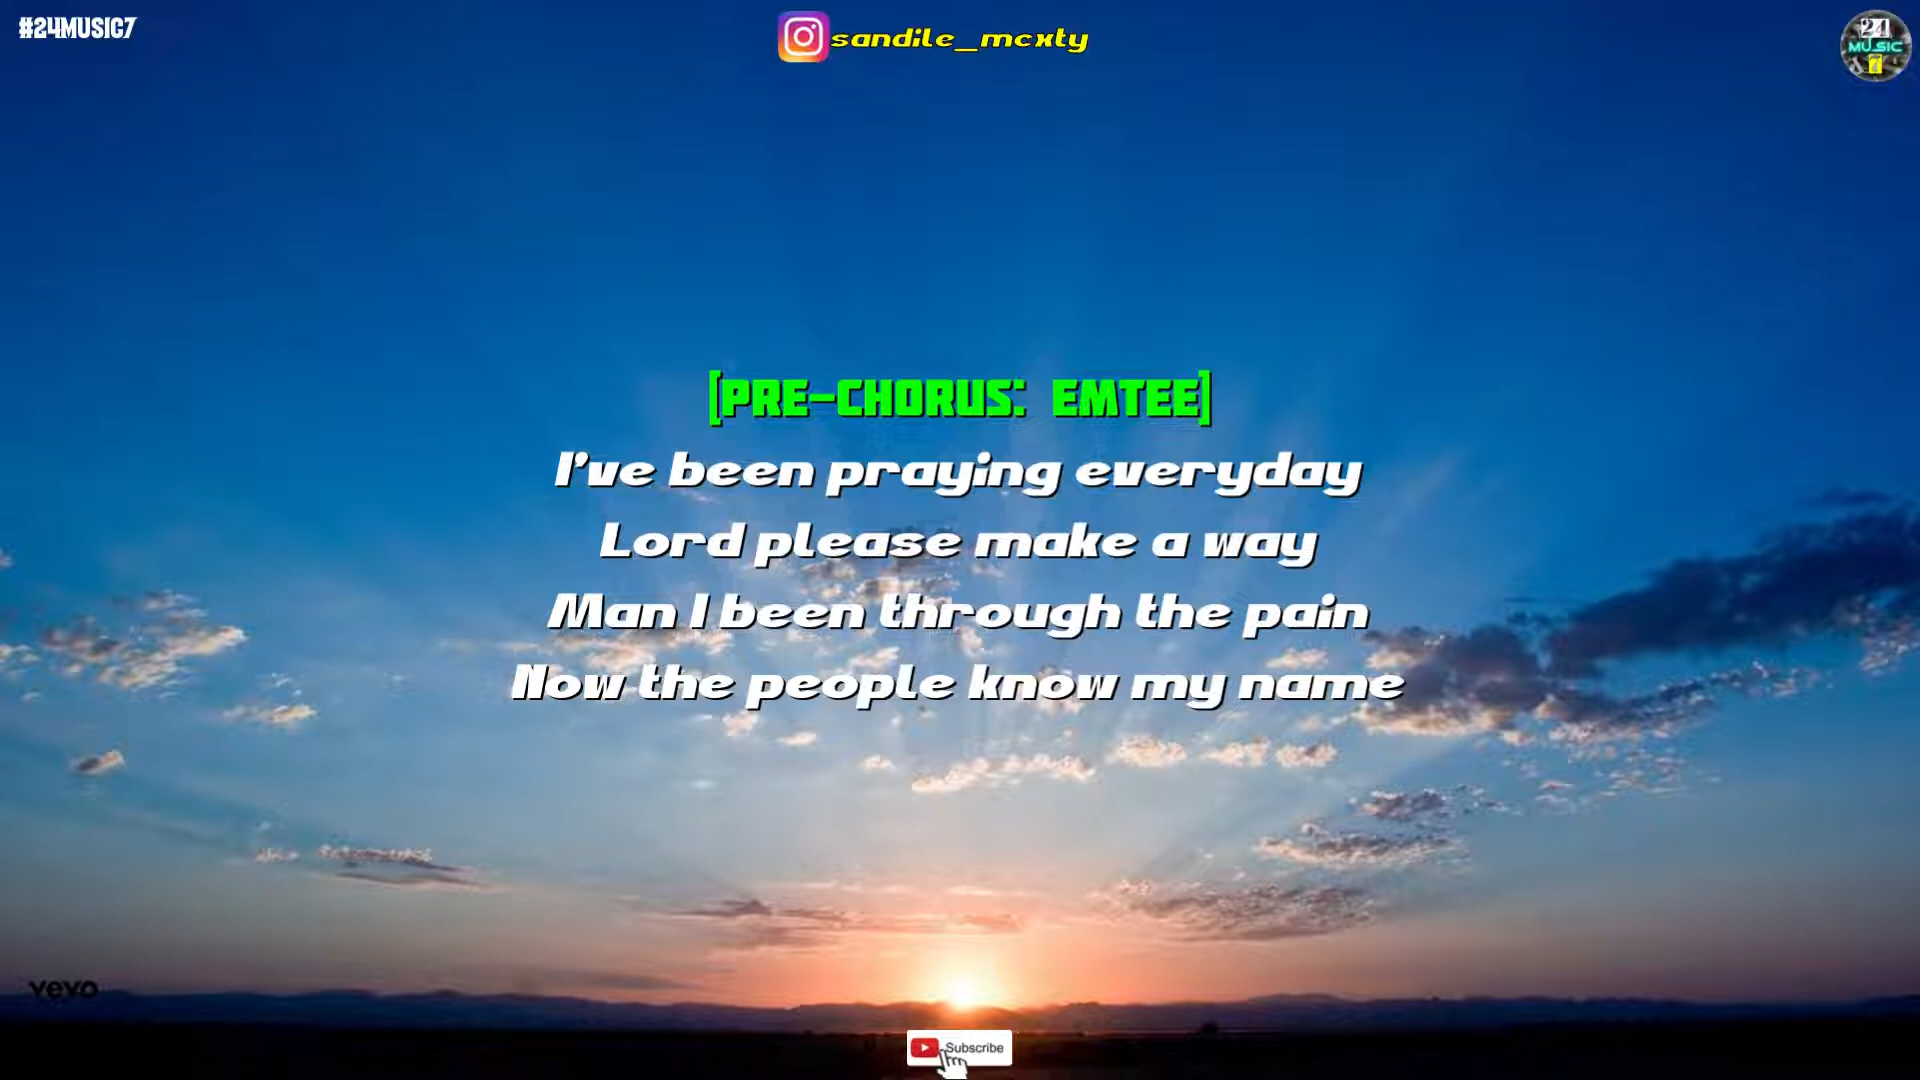 #24MUSIC7
sandile_mcxty
24
MUSIC
7
[PRE-CHORUS: EMTEE]
I've been praying everyday
Lord please make a way
Man I been through the pain
Now the people know my name
vevo
Subscribe